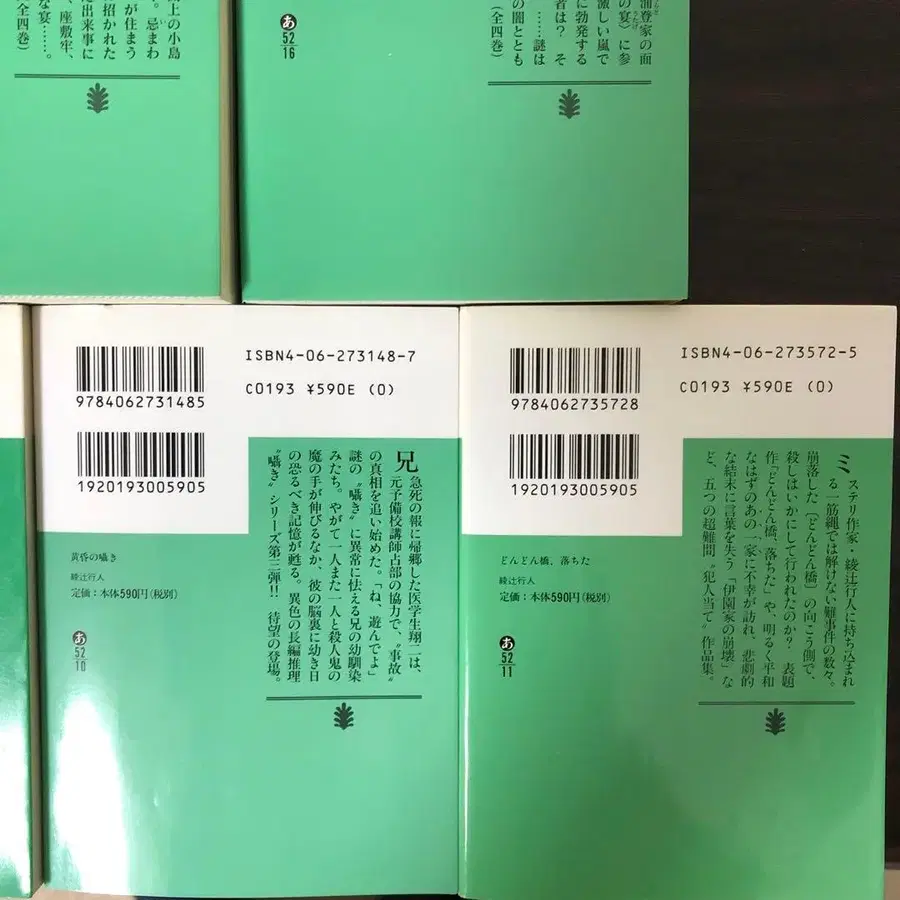 上の小島
。忌まわ
が住まう
招かれた
出来事に
座敷牢、
な宴……。
(全四巻)
あ
52
16
浦登家の面
の宴〉に参
激しい嵐で
に勃発する
者は? そ
……謎は
の闇ととも
(全四巻)
ISBN4-06-273148-7
9784062731485
C0193 ¥590E (0)
1920193005905
兄急死の報に帰郷した医学生翔二は、
元予備校講師占部の協力で、〝事故〟
の真相を追い始めた。「ね、遊んでよ」
謎の〝囁き〟に異常に怯える兄の幼馴染
みたち。やがて一人また一人と殺人鬼の
魔の手が伸びるなか、彼の脳裏に幼き日
の恐るべき記憶が甦る。異色の長編推理
〝囁き〟シリーズ第三弾!! 待望の登場。
黄昏の囁き
綾辻行人
定価:本体590円(税別)
あ
52
10
ISBN4-06-273572-5
9784062735728
C0193 ¥590E (0)
1920193005905
ミステリ作家・綾辻行人に持ち込まれ
る一筋縄では解けない難事件の数々。
崩落した〔どんどん橋〕の向こう側で、
殺しはいかにして行われたのか? 表題
作「どんどん橋、落ちた」や、明るく平和
なはずのあの一家に不幸が訪れ、悲劇的
な結末に言葉を失う「伊園家の崩壊」な
ど、五つの超難問〝犯人当て〟作品集。
どんどん橋、落ちた
綾辻行人
定価:本体590円(税別)
あ
52
11